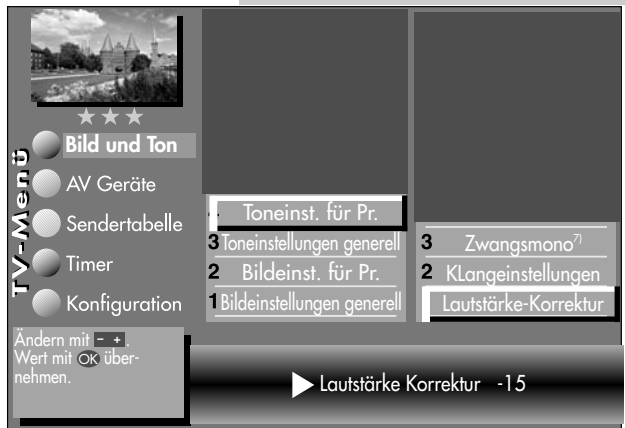 TV-Menü
Bild und Ton
AV Geräte
Sendertabelle
Timer
Konfiguration
Toneinst. für Pr.
3 Toneinstellungen generell
2 Bildeinst. für Pr.
1 Bildeinstellungen generell
3 Zwangsmono7)
2 KLangeinstellungen
Lautstärke-Korrektur
Ändern mit - + .
Wert mit OK über-
nehmen.
Lautstärke Korrektur -15